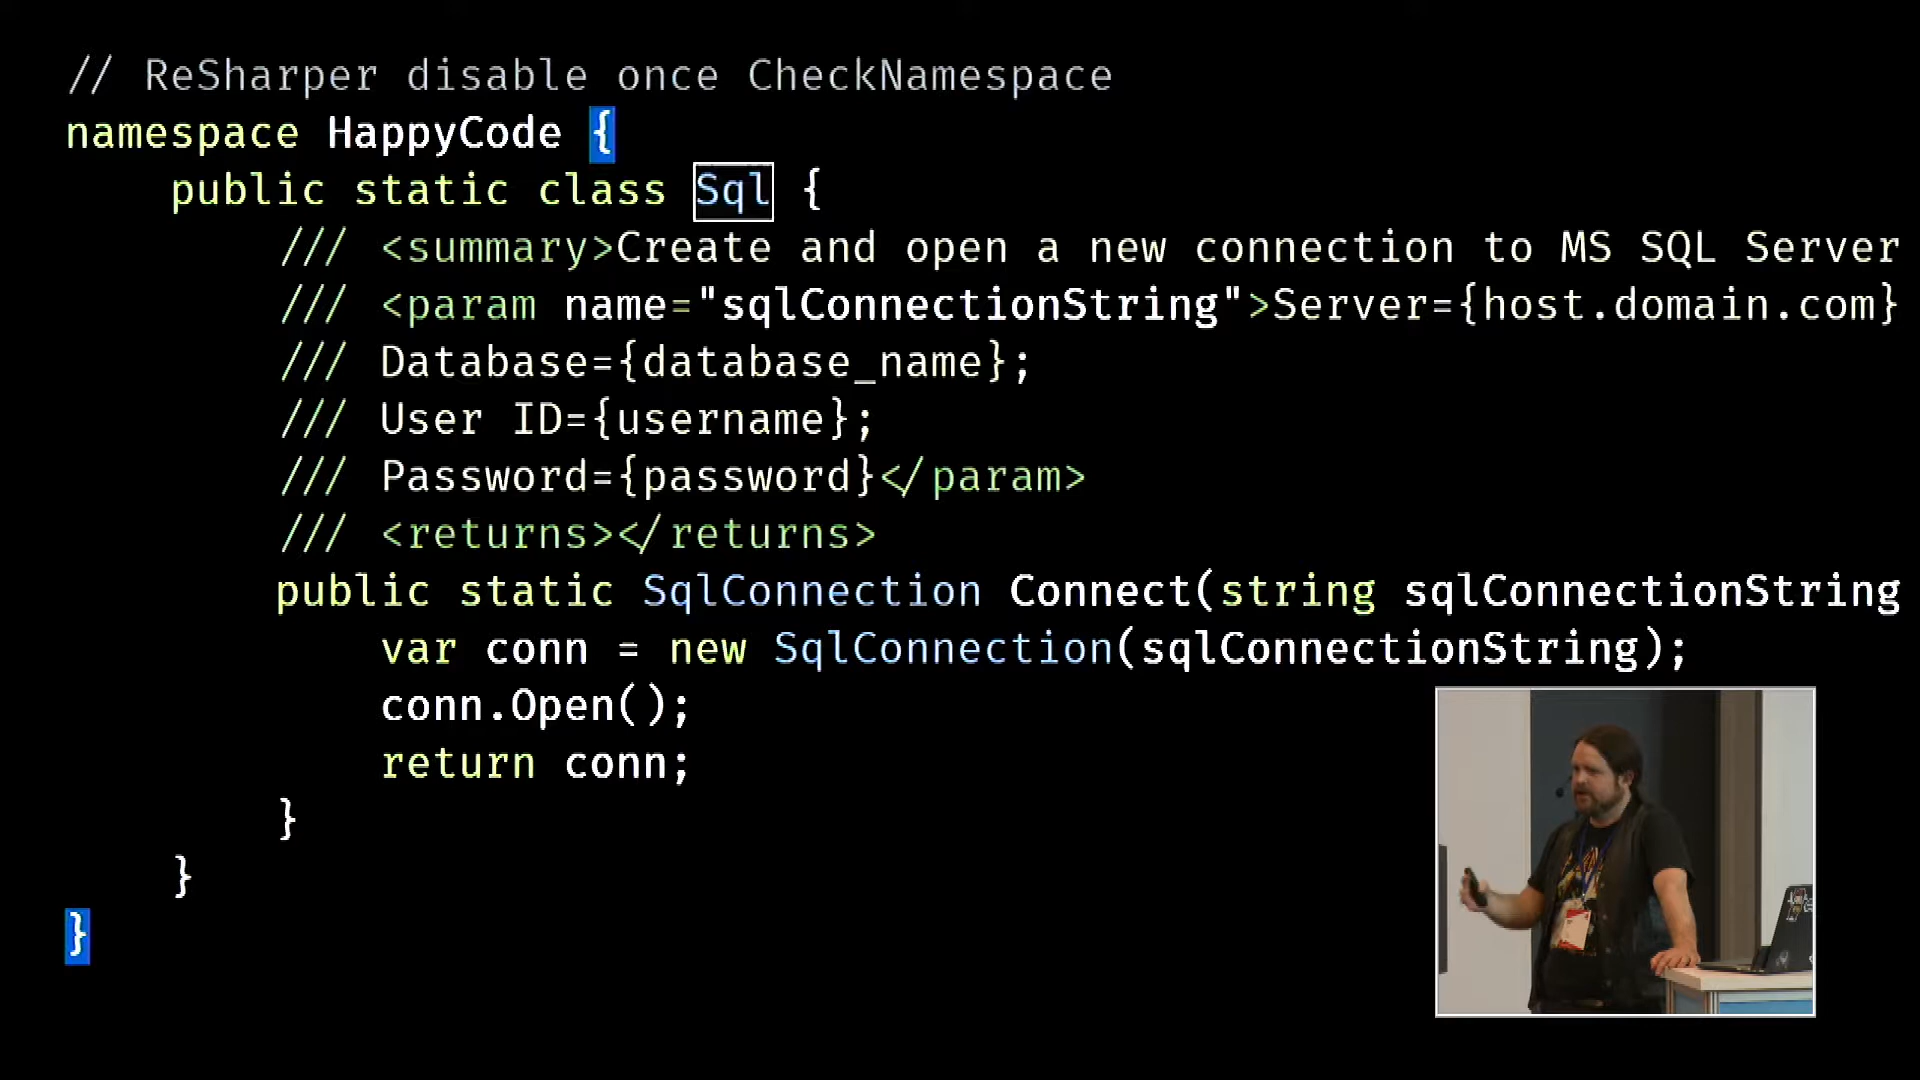 // ReSharper disable once CheckNamespace
namespace HappyCode {
public static class Sql {
/// <summary>Create and open a new connection to MS SQL Server
/// <param name="sqlConnectionString">Server={host.domain.com}
/// Database={database_name};
/// User ID={username};
/// Password={password}</param>
/// <returns></returns>
public static SqlConnection Connect(string sqlConnectionString
var conn = new SqlConnection(sqlConnectionString);
conn.Open();
return conn;
}
}
}